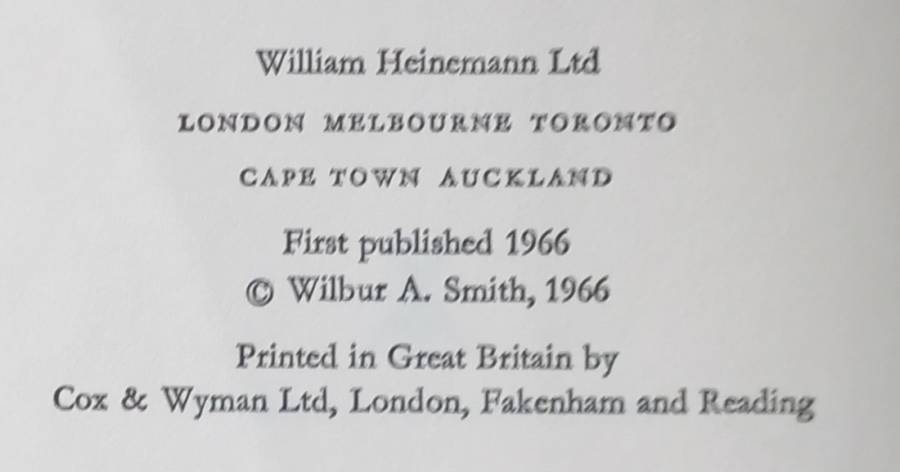 William Heinemann Ltd
LONDON MELBOURNE TORONTO
CAPE TOWN AUCKLAND
First published 1966
© Wilbur A. Smith, 1966
Printed in Great Britain by
Cox & Wyman Ltd, London, Fakenham and Reading